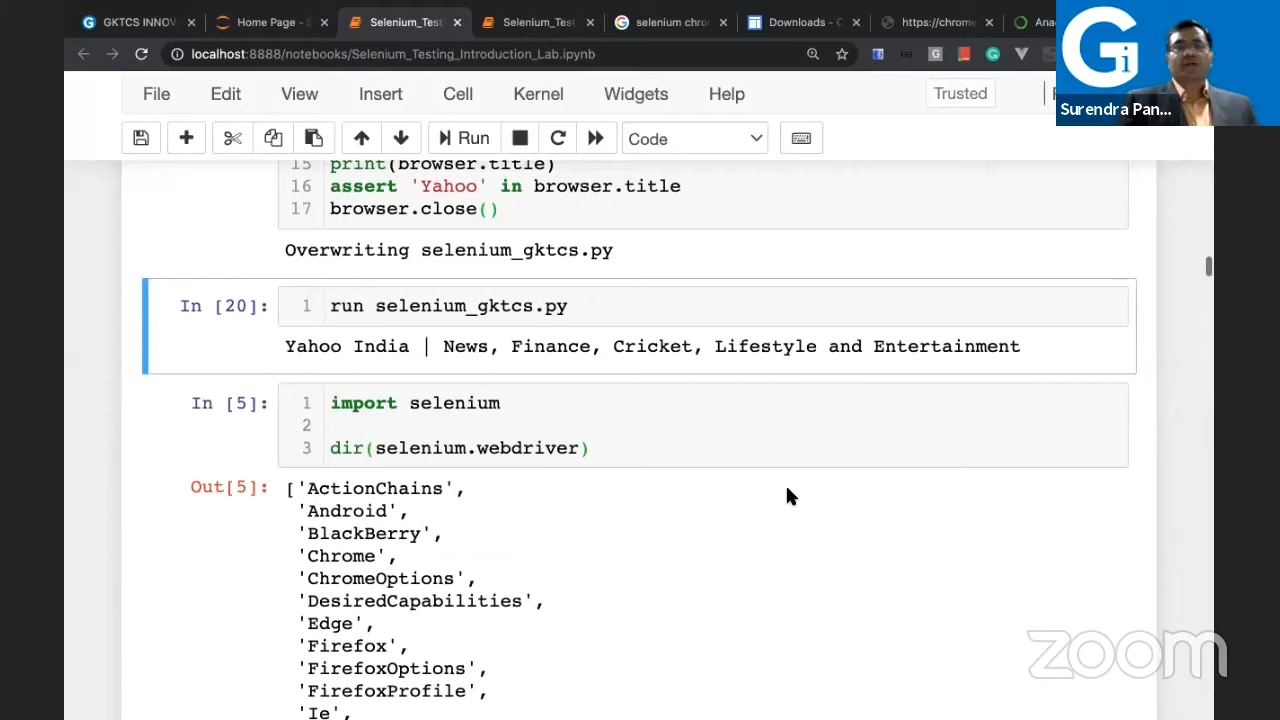 GKTCS INNOV
Home Page -
Selenium_Test
Selenium_Test
selenium chro
Downloads - C
https://chrome
Ana
localhost:8888/notebooks/Selenium_Testing_Introduction_Lab.ipynb
Gi
Surendra Pan...
File Edit View Insert Cell Kernel Widgets Help Trusted
Run Code
15 print(browser.title)
16 assert 'Yahoo' in browser.title
17 browser.close()
Overwriting selenium_gktcs.py
In [20]: 1 run selenium_gktcs.py
Yahoo India | News, Finance, Cricket, Lifestyle and Entertainment
In [5]: 1 import selenium
2
3 dir(selenium.webdriver)
Out[5]: ['ActionChains',
'Android',
'BlackBerry',
'Chrome',
'ChromeOptions',
'DesiredCapabilities',
'Edge',
'Firefox',
'FirefoxOptions',
'FirefoxProfile',
'Ie',
zoom